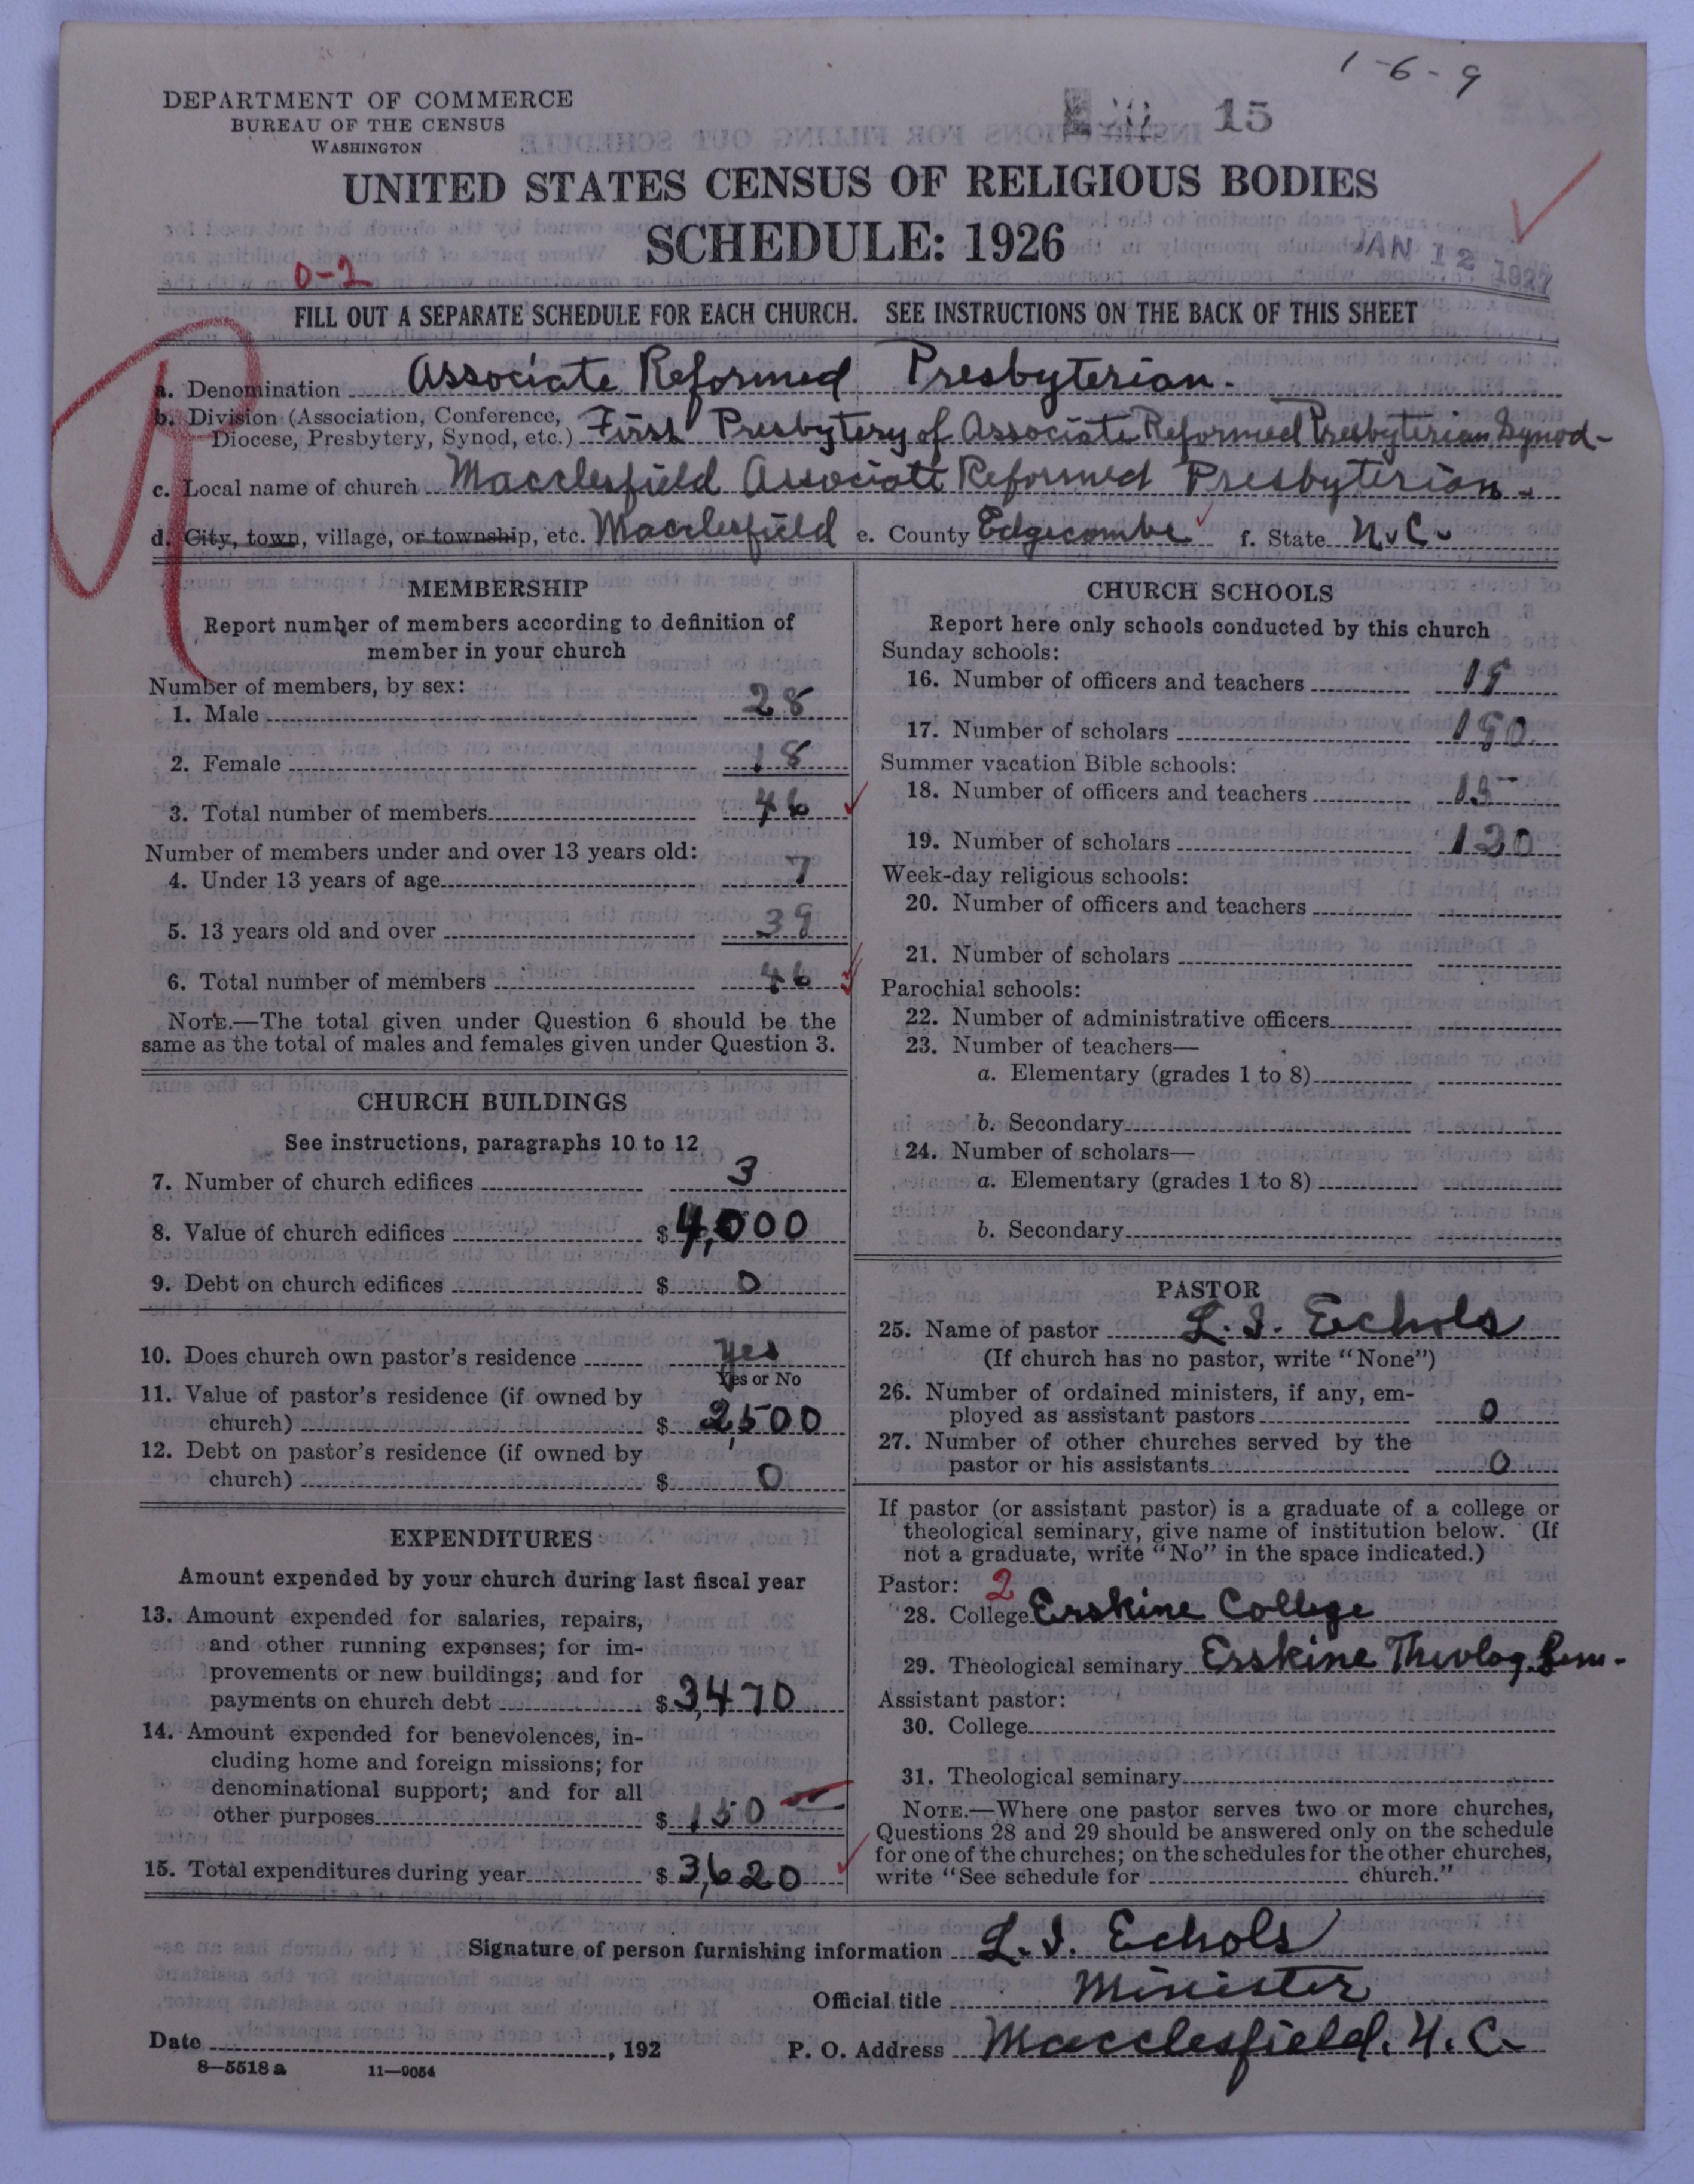 1-6-9
DEPARTMENT OF COMMERCE
BUREAU OF THE CENSUS
WASHINGTON
15
UNITED STATES CENSUS OF RELIGIOUS BODIES
SCHEDULE: 1926
JAN 12 1927
0-2
FILL OUT A SEPARATE SCHEDULE FOR EACH CHURCH. SEE INSTRUCTIONS ON THE BACK OF THIS SHEET
a. Denomination Associate Reformed Presbyterian.
b. Division (Association, Conference, Diocese, Presbytery, Synod, etc.) First Presbytery of Associate Reformed Presbyterian Synod-
c. Local name of church Macclesfield Associate Reformed Presbyterian.
d. City, town, village, or township, etc. Macclesfield e. County Edgecombe f. State N.C.
MEMBERSHIP
Report number of members according to definition of
member in your church
Number of members, by sex:
1. Male 28
2. Female 18
3. Total number of members 46
Number of members under and over 13 years old:
4. Under 13 years of age 7
5. 13 years old and over 39
6. Total number of members 46
NOTE.—The total given under Question 6 should be the
same as the total of males and females given under Question 3.
CHURCH BUILDINGS
See instructions, paragraphs 10 to 12
7. Number of church edifices 3
8. Value of church edifices $ 4,000
9. Debt on church edifices $ 0
10. Does church own pastor's residence yes
Yes or No
11. Value of pastor's residence (if owned by
church) $ 2,500
12. Debt on pastor's residence (if owned by
church) $ 0
EXPENDITURES
Amount expended by your church during last fiscal year
13. Amount expended for salaries, repairs,
and other running expenses; for im-
provements or new buildings; and for
payments on church debt $ 3,470
14. Amount expended for benevolences, in-
cluding home and foreign missions; for
denominational support; and for all
other purposes $ 150
15. Total expenditures during year $ 3,620
CHURCH SCHOOLS
Report here only schools conducted by this church
Sunday schools:
16. Number of officers and teachers
17. Number of scholars
Summer vacation Bible schools:
18. Number of officers and teachers 15
19. Number of scholars 120
Week-day religious schools:
20. Number of officers and teachers
21. Number of scholars
Parochial schools:
22. Number of administrative officers
23. Number of teachers—
a. Elementary (grades 1 to 8)
b. Secondary
24. Number of scholars—
a. Elementary (grades 1 to 8)
b. Secondary
PASTOR
25. Name of pastor L. I. Echols
(If church has no pastor, write "None")
26. Number of ordained ministers, if any, em-
ployed as assistant pastors 0
27. Number of other churches served by the
pastor or his assistants 0
If pastor (or assistant pastor) is a graduate of a college or
theological seminary, give name of institution below. (If
not a graduate, write "No" in the space indicated.)
Pastor: 2
28. College Erskine College
29. Theological seminary Erskine Theolog. Sem.
Assistant pastor:
30. College
31. Theological seminary
NOTE.—Where one pastor serves two or more churches,
Questions 28 and 29 should be answered only on the schedule
for one of the churches; on the schedules for the other churches,
write "See schedule for church."
Signature of person furnishing information L. I. Echols
Official title Minister
Date , 192 P. O. Address Macclesfield. N. C.
8—5518 a 11—9054